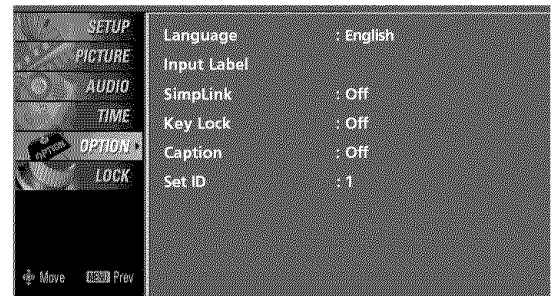 SETUP
PICTURE
AUDIO
TIME
OPTION
OPTION
LOCK
Move MENU Prev
Language : English
Input Label
SimpLink : Off
Key Lock : Off
Caption : Off
Set ID : 1